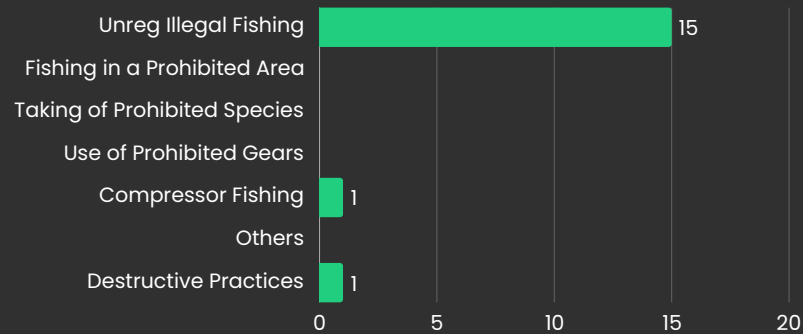 Unreg Illegal Fishing 15
Fishing in a Prohibited Area
Taking of Prohibited Species
Use of Prohibited Gears
Compressor Fishing 1
Others
Destructive Practices 1
0 5 10 15 20